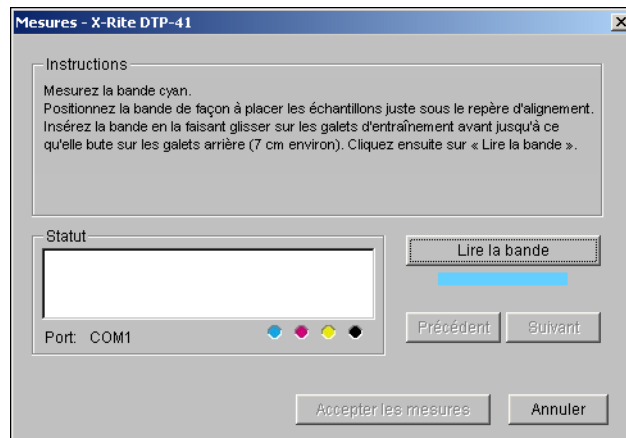 Mesures - X-Rite DTP-41
Instructions
Mesurez la bande cyan.
Positionnez la bande de façon à placer les échantillons juste sous le repère d'alignement.
Insérez la bande en la faisant glisser sur les galets d'entraînement avant jusqu'à ce
qu'elle bute sur les galets arrière (7 cm environ). Cliquez ensuite sur « Lire la bande ».
Statut
Lire la bande
Port: COM1
Précédent
Suivant
Accepter les mesures
Annuler